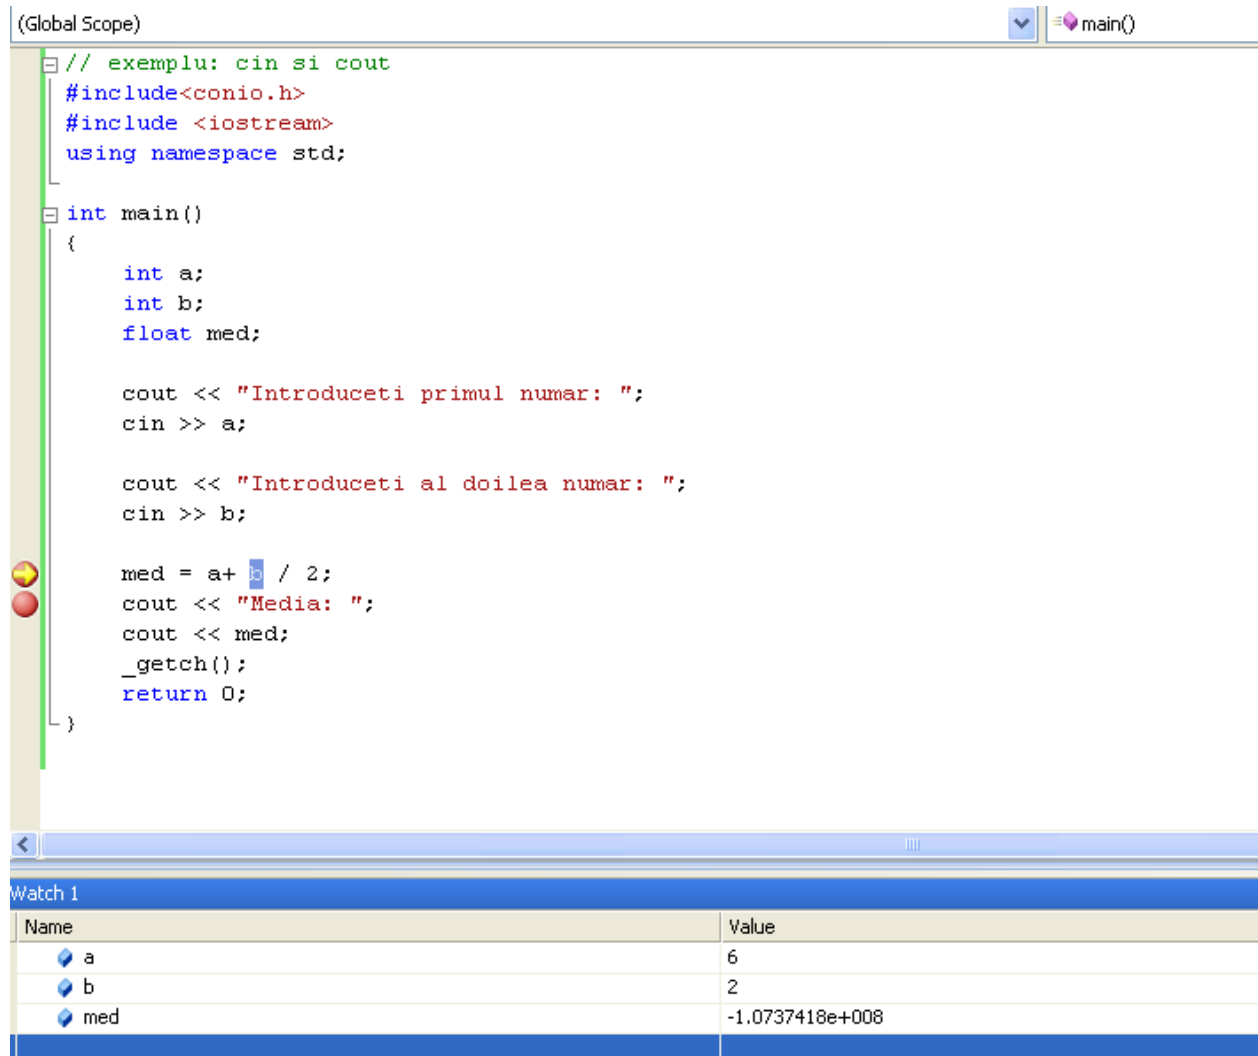 (Global Scope) main()
// exemplu: cin si cout
#include<conio.h>
#include <iostream>
using namespace std;
int main()
{
int a;
int b;
float med;
cout << "Introduceti primul numar: ";
cin >> a;
cout << "Introduceti al doilea numar: ";
cin >> b;
med = a+ b / 2;
cout << "Media: ";
cout << med;
_getch();
return 0;
}
Watch 1
Name Value
a 6
b 2
med -1.0737418e+008